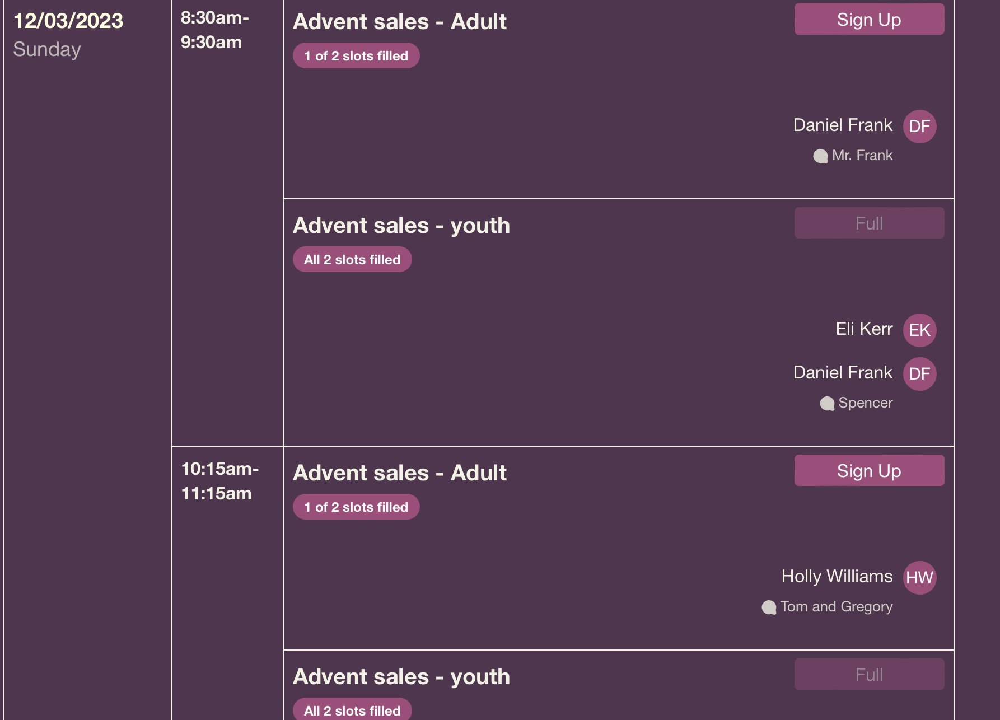 12/03/2023
Sunday
8:30am-
9:30am
Advent sales - Adult
Sign Up
1 of 2 slots filled
Daniel Frank
DF
Mr. Frank
Advent sales - youth
Full
All 2 slots filled
Eli Kerr
EK
Daniel Frank
DF
Spencer
10:15am-
11:15am
Advent sales - Adult
Sign Up
1 of 2 slots filled
Holly Williams
HW
Tom and Gregory
Advent sales - youth
Full
All 2 slots filled